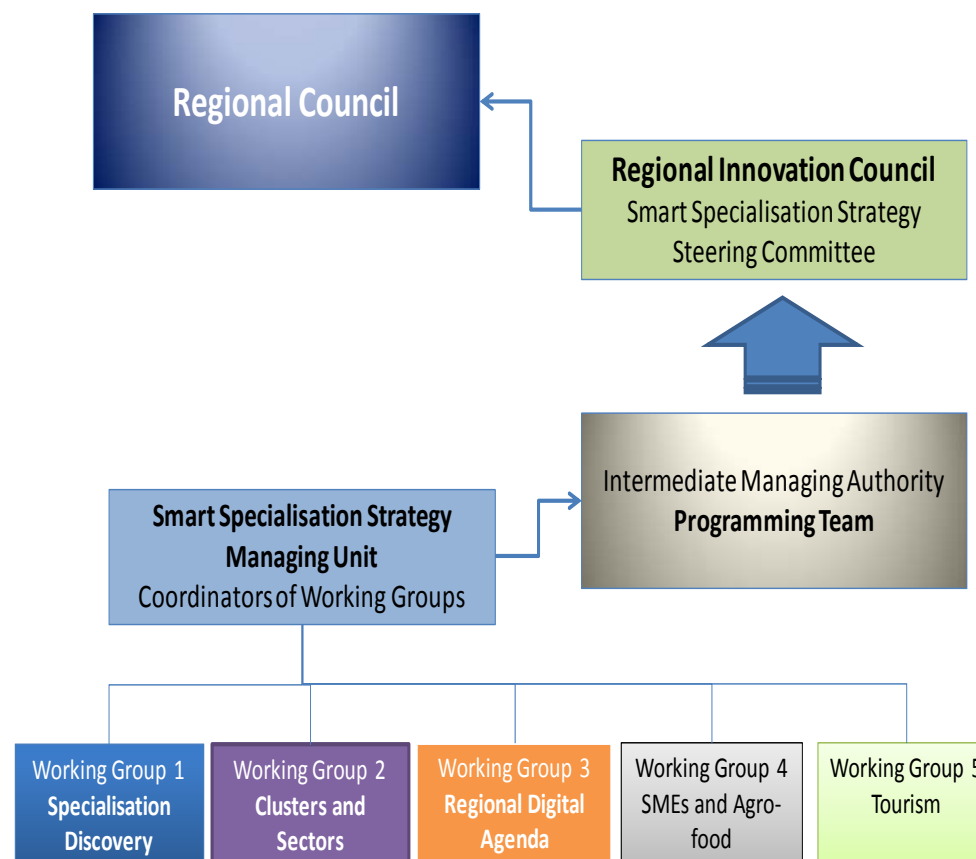 Regional Council
Regional Innovation Council
Smart Specialisation Strategy
Steering Committee
Intermediate Managing Authority
Programming Team
Smart Specialisation Strategy
Managing Unit
Coordinators of Working Groups
Working Group 1
Specialisation
Discovery
Working Group 2
Clusters and
Sectors
Working Group 3
Regional Digital
Agenda
Working Group 4
SMEs and Agro-
food
Working Group 5
Tourism